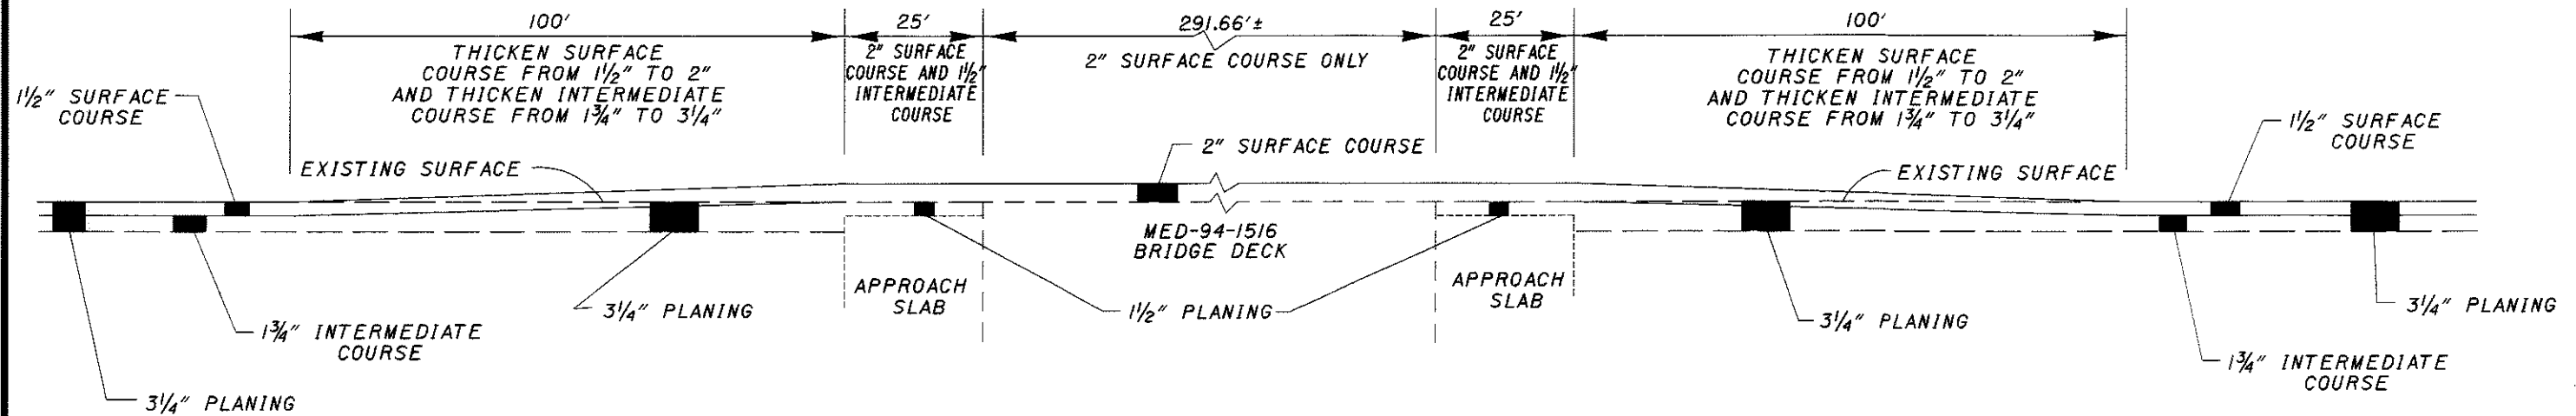 100'
THICKEN SURFACE
COURSE FROM 1½" TO 2"
AND THICKEN INTERMEDIATE
COURSE FROM 1¾" TO 3¼"
25'
2" SURFACE
COURSE AND 1½"
INTERMEDIATE
COURSE
291.66'±
2" SURFACE COURSE ONLY
25'
2" SURFACE
COURSE AND 1½"
INTERMEDIATE
COURSE
100'
THICKEN SURFACE
COURSE FROM 1½" TO 2"
AND THICKEN INTERMEDIATE
COURSE FROM 1¾" TO 3¼"
1½" SURFACE
COURSE
EXISTING SURFACE
2" SURFACE COURSE
EXISTING SURFACE
1½" SURFACE
COURSE
MED-94-1516
BRIDGE DECK
APPROACH
SLAB
APPROACH
SLAB
3¼" PLANING
1¾" INTERMEDIATE
COURSE
3¼" PLANING
1½" PLANING
3¼" PLANING
1¾" INTERMEDIATE
COURSE
3¼" PLANING